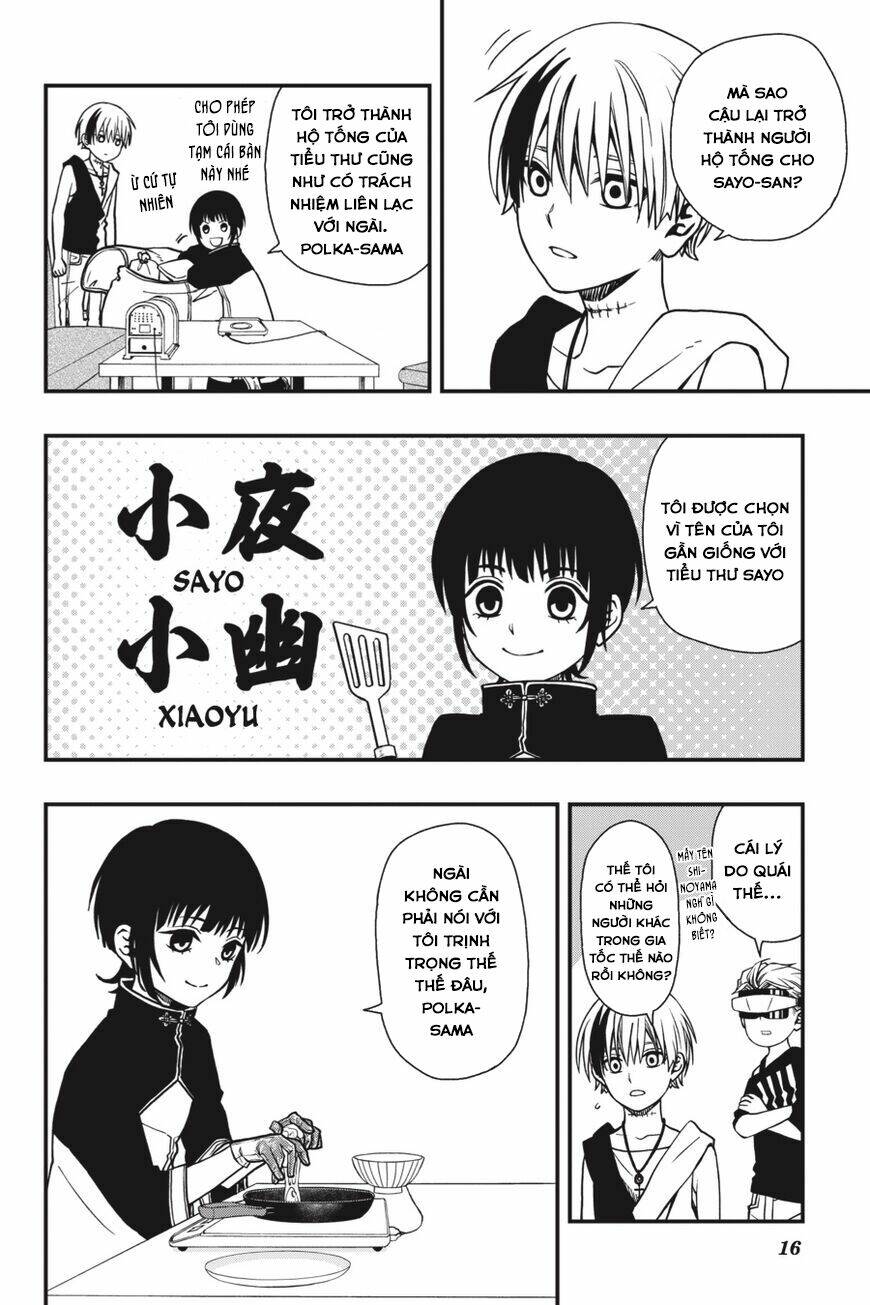 MÀ SAO
CẬU LẠI TRỞ
THÀNH NGƯỜI
HỘ TỐNG CHO
SAYO-SAN?
TÔI TRỞ THÀNH
HỘ TỐNG CỦA
TIỂU THƯ CŨNG
NHƯ CÓ TRÁCH
NHIỆM LIÊN LẠC
VỚI NGÀI.
POLKA-SAMA
CHO PHÉP
TÔI DÙNG
TẠM CÁI BÀN
NÀY NHÉ
Ừ CỨ TỰ
NHIÊN
TÔI ĐƯỢC CHỌN
VÌ TÊN CỦA TÔI
GẦN GIỐNG VỚI
TIỂU THƯ SAYO
小夜
SAYO
小幽
XIAOYU
CÁI LÝ
DO QUÁI
THẾ...
MẤY TÊN
SHI-
NOYAMA
NGHĨ GÌ
KHÔNG
BIẾT?
THẾ TÔI
CÓ THỂ HỎI
NHỮNG
NGƯỜI KHÁC
TRONG GIA
TỐC THẾ NÀO
RỒI KHÔNG?
NGÀI
KHÔNG CẦN
PHẢI NÓI VỚI
TÔI TRỊNH
TRỌNG THẾ
THẾ ĐÂU,
POLKA-
SAMA
16